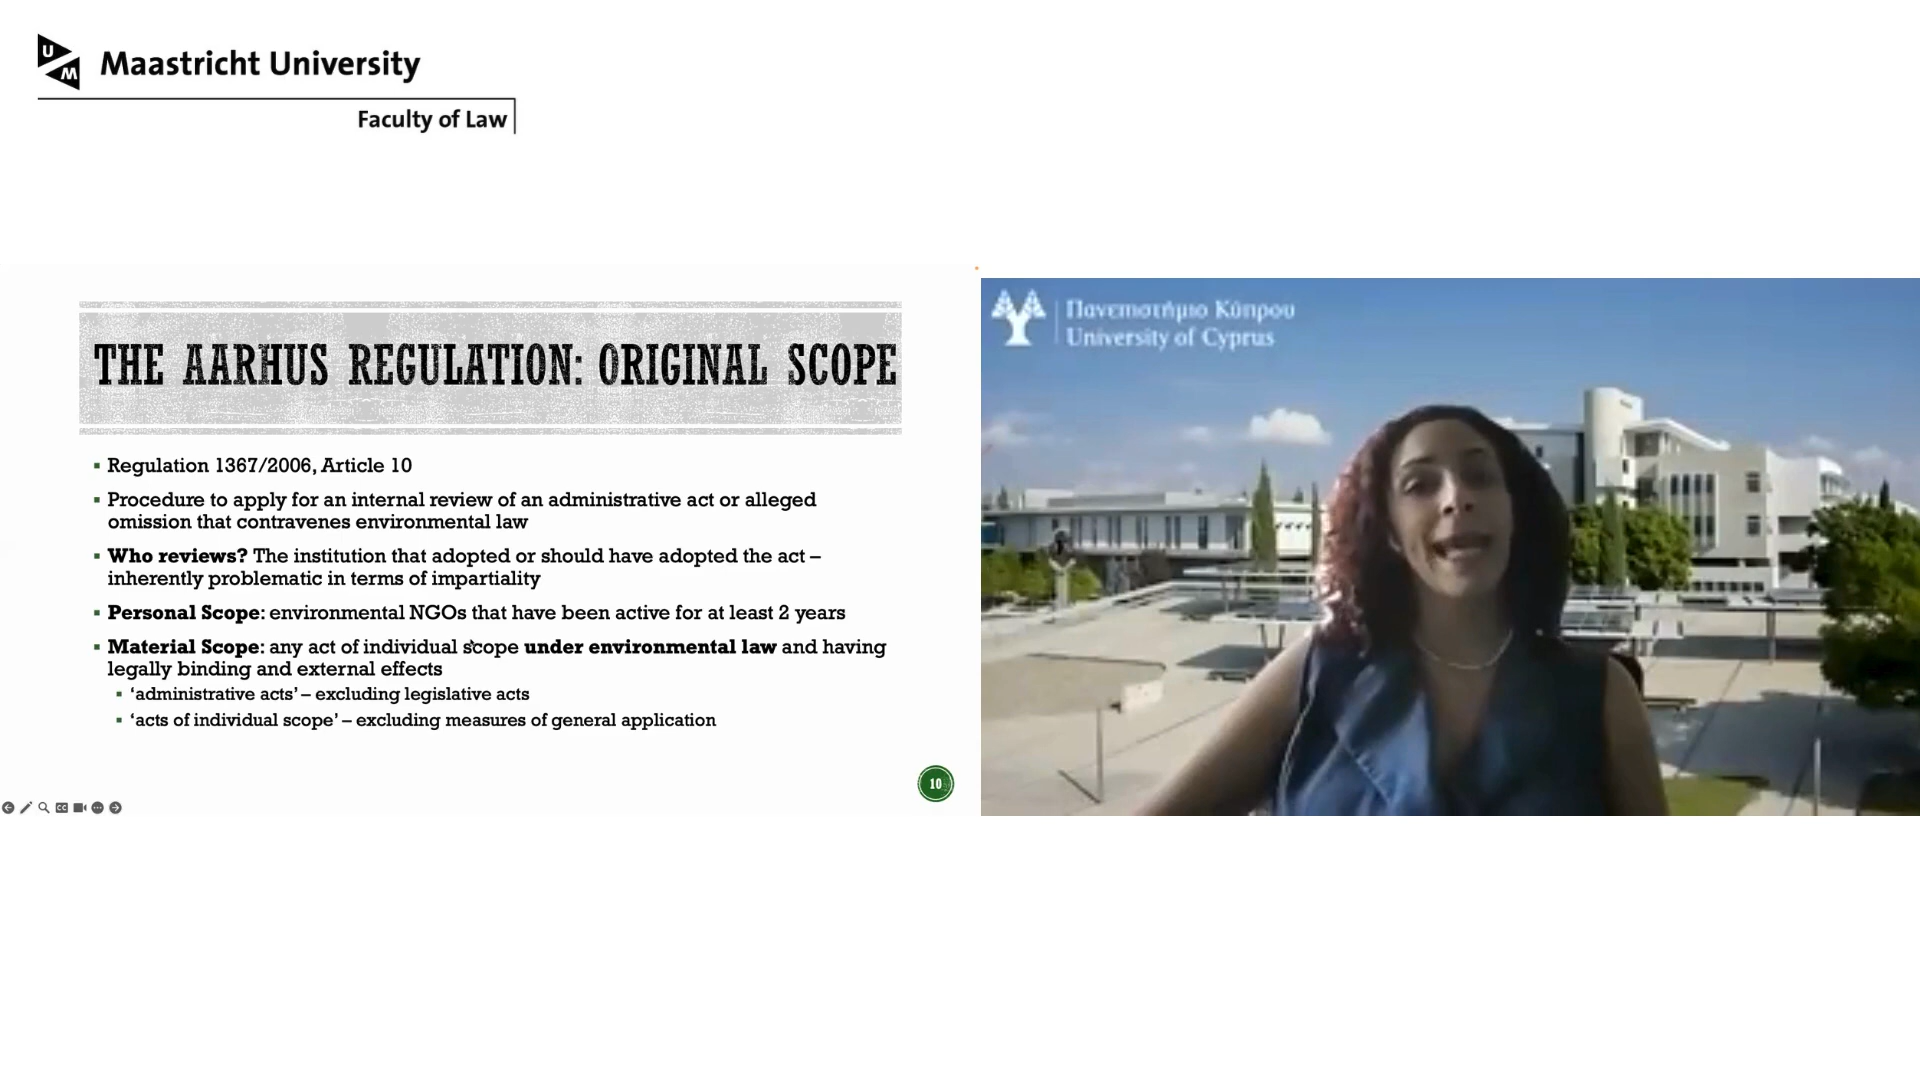 U
M
Maastricht University
Faculty of Law
THE AARHUS REGULATION: ORIGINAL SCOPE
▪ Regulation 1367/2006, Article 10
▪ Procedure to apply for an internal review of an administrative act or alleged
omission that contravenes environmental law
▪ Who reviews? The institution that adopted or should have adopted the act –
inherently problematic in terms of impartiality
▪ Personal Scope: environmental NGOs that have been active for at least 2 years
▪ Material Scope: any act of individual scope under environmental law and having
legally binding and external effects
▪ ‘administrative acts’ – excluding legislative acts
▪ ‘acts of individual scope’ – excluding measures of general application
10
CC
Πανεπιστήμιο Κύπρου
University of Cyprus